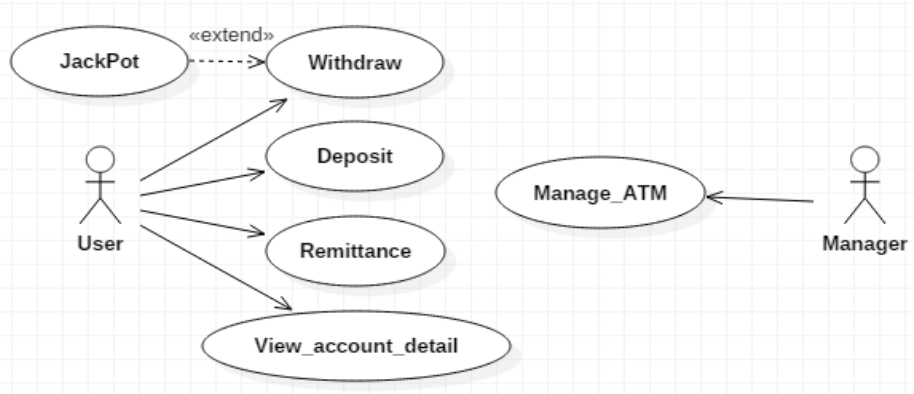 «extend»
JackPot
Withdraw
Deposit
Manage_ATM
User
Manager
Remittance
View_account_detail